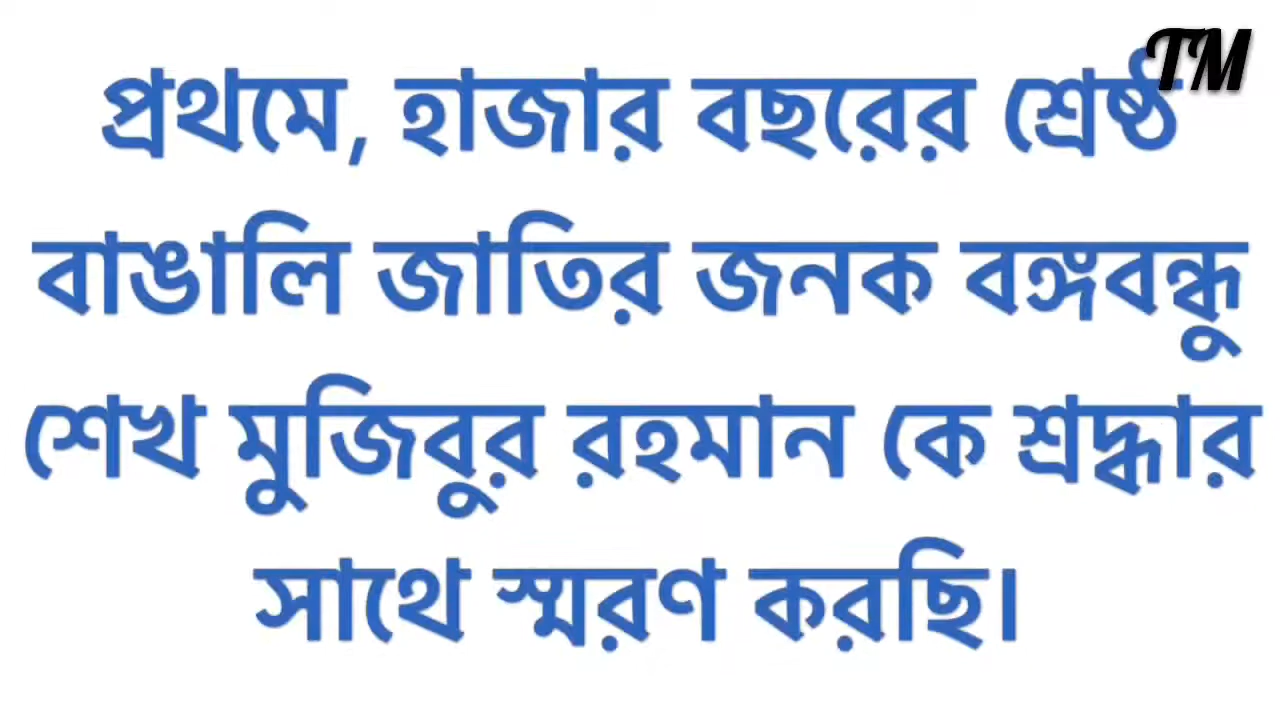 TM
প্রথমে, হাজার বছরের শ্রেষ্ঠ
বাঙালি জাতির জনক বঙ্গবন্ধু
শেখ মুজিবুর রহমান কে শ্রদ্ধার
সাথে স্মরণ করছি।